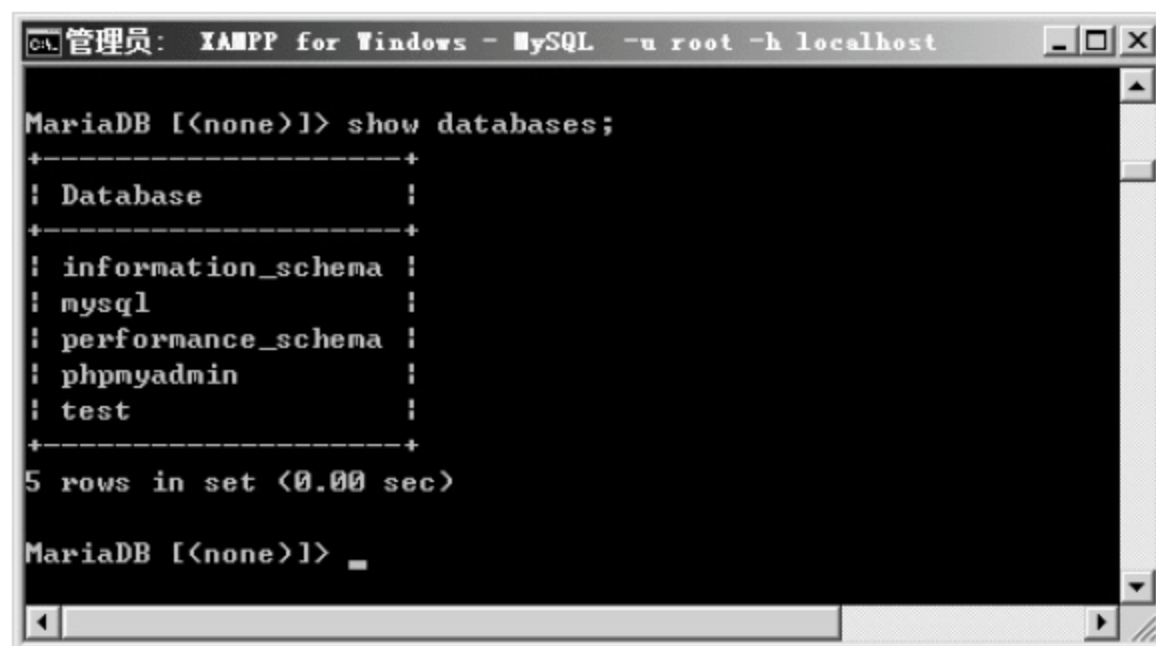 管理员: XAMPP for Windows - MySQL -u root -h localhost
MariaDB [(none)]> show databases;
+--------------------+
| Database           |
+--------------------+
| information_schema |
| mysql              |
| performance_schema |
| phpmyadmin         |
| test               |
+--------------------+
5 rows in set (0.00 sec)
MariaDB [(none)]> _